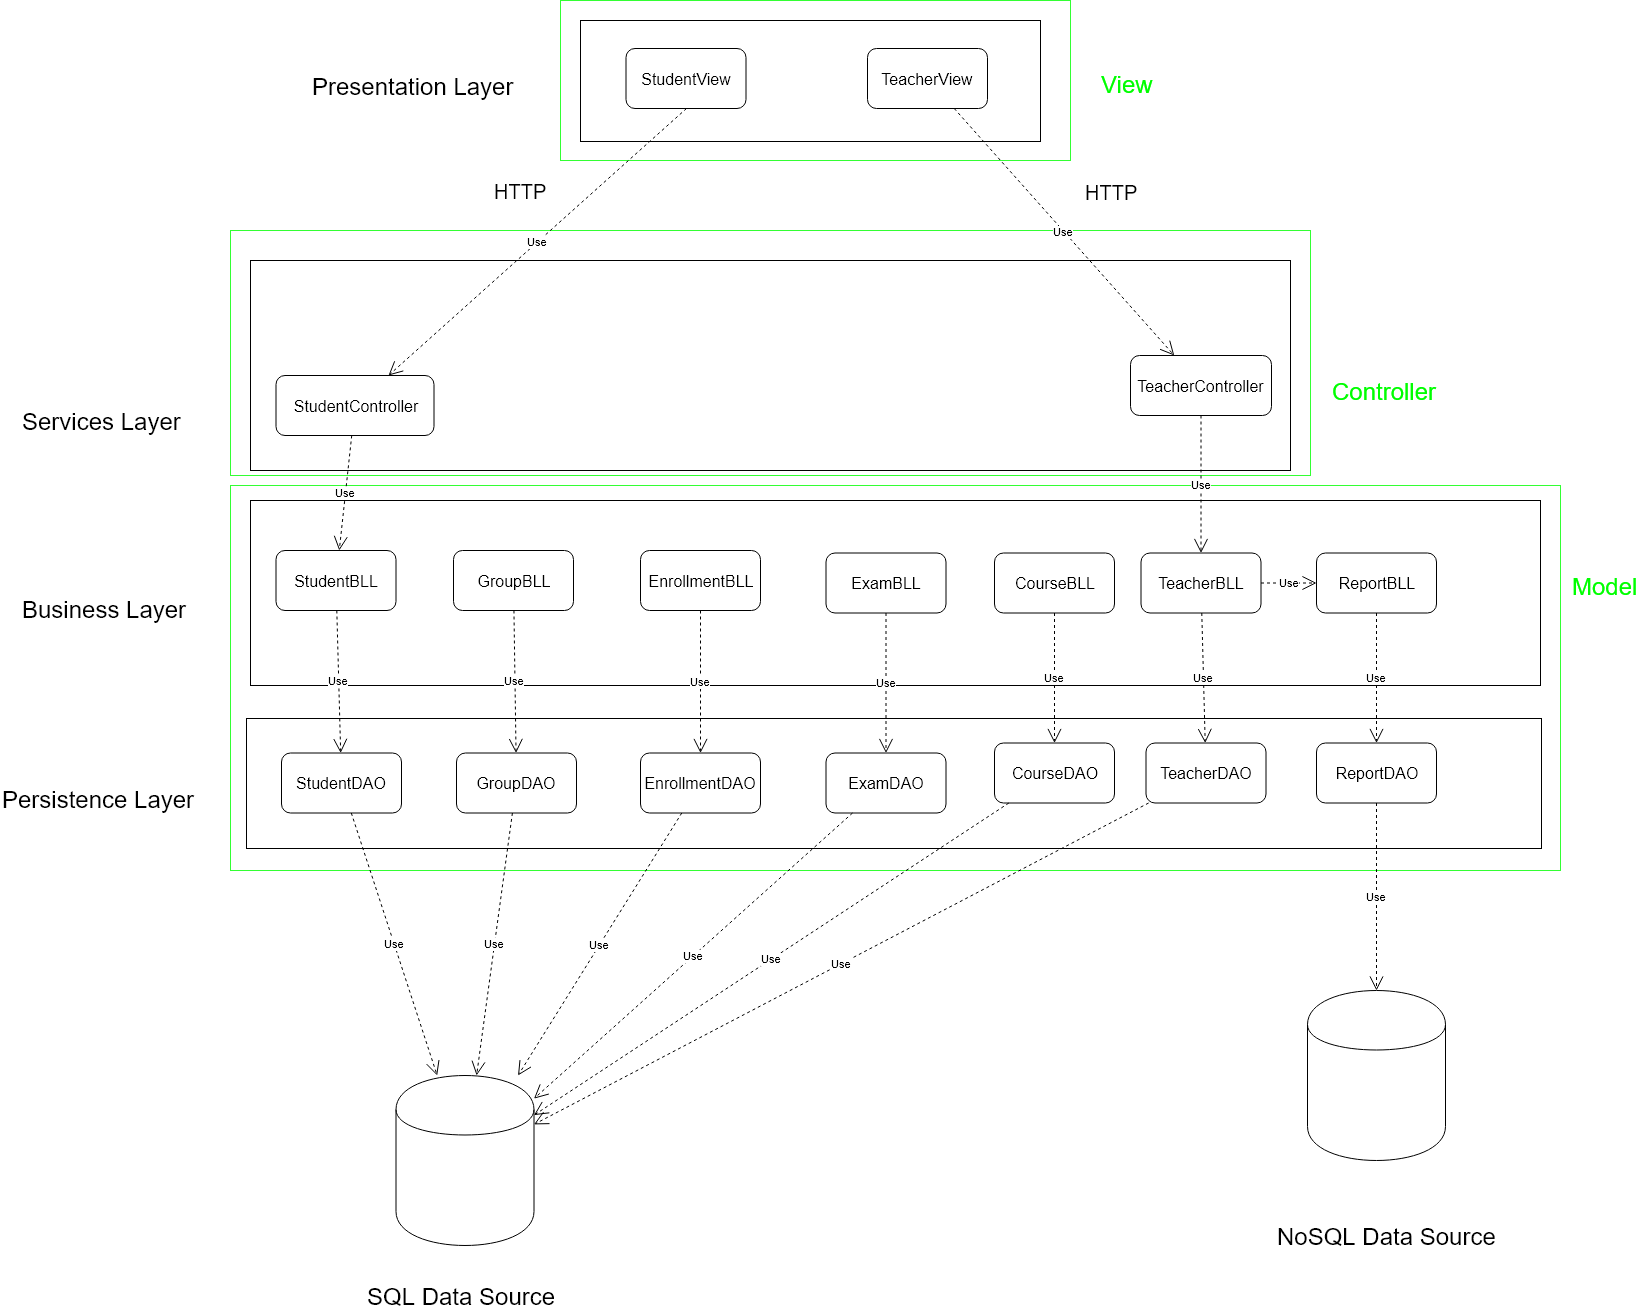 StudentView
TeacherView
Presentation Layer
View
HTTP
HTTP
Use
Use
StudentController
TeacherController
Controller
Services Layer
Use
Use
StudentBLL
GroupBLL
EnrollmentBLL
ExamBLL
CourseBLL
TeacherBLL
Use
ReportBLL
Model
Business Layer
Use
Use
Use
Use
Use
Use
Use
StudentDAO
GroupDAO
EnrollmentDAO
ExamDAO
CourseDAO
TeacherDAO
ReportDAO
Persistence Layer
Use
Use
Use
Use
Use
Use
Use
NoSQL Data Source
SQL Data Source